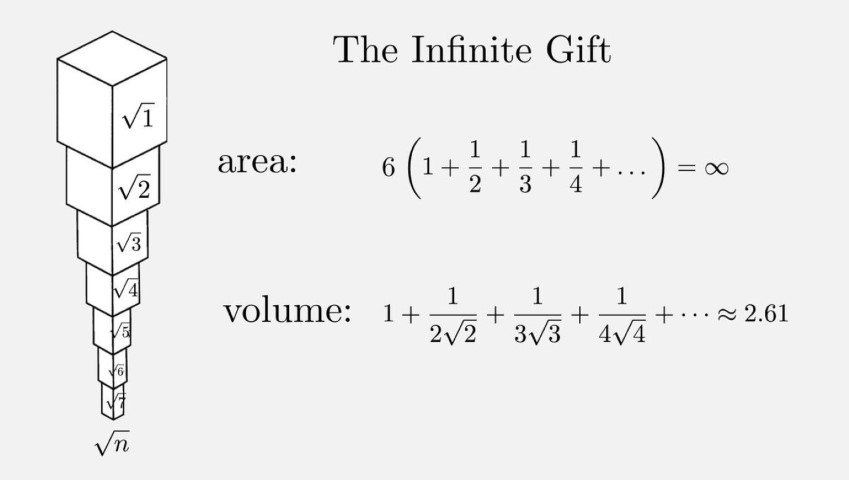 The Infinite Gift
√1
√2
√3
√4
√5
√6
√7
√n
area: 6 (1 + 1/2 + 1/3 + 1/4 + ...) = ∞
volume: 1 + 1/(2√2) + 1/(3√3) + 1/(4√4) + ··· ≈ 2.61